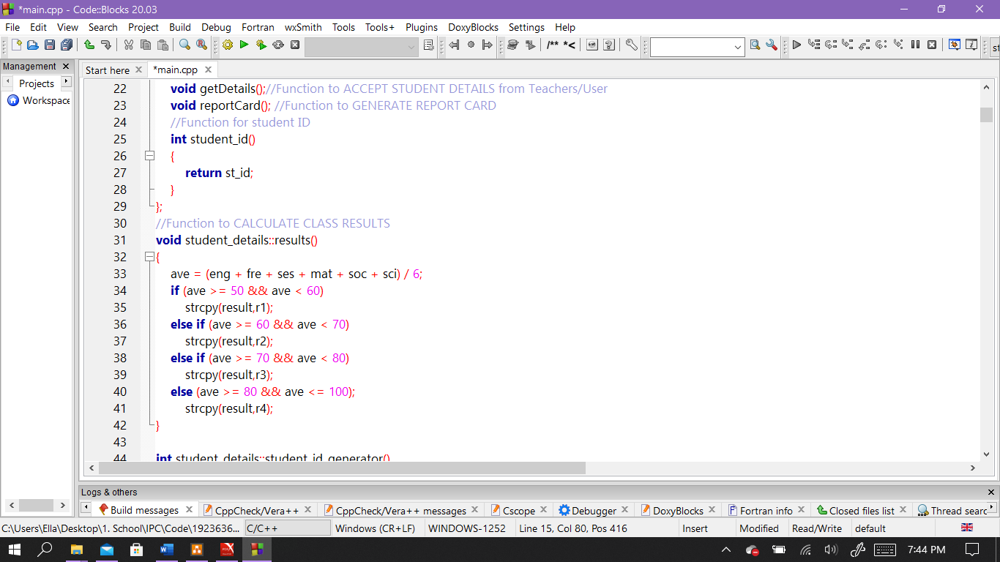 *main.cpp - Code::Blocks 20.03
File Edit View Search Project Build Debug Fortran wxSmith Tools Tools+ Plugins DoxyBlocks Settings Help
/** *<
st
Management
Start here *main.cpp
Projects
Workspace
22 void getDetails();//Function to ACCEPT STUDENT DETAILS from Teachers/User
23 void reportCard(); //Function to GENERATE REPORT CARD
24 //Function for student ID
25 int student_id()
26 {
27 return st_id;
28 }
29 };
30 //Function to CALCULATE CLASS RESULTS
31 void student_details::results()
32 {
33 ave = (eng + fre + ses + mat + soc + sci) / 6;
34 if (ave >= 50 && ave < 60)
35 strcpy(result,r1);
36 else if (ave >= 60 && ave < 70)
37 strcpy(result,r2);
38 else if (ave >= 70 && ave < 80)
39 strcpy(result,r3);
40 else (ave >= 80 && ave <= 100);
41 strcpy(result,r4);
42 }
43
44 int student_details::student_id_generator()
Logs & others
Build messages CppCheck/Vera++ CppCheck/Vera++ messages Cscope Debugger DoxyBlocks Fortran info Closed files list Thread searc
C:\Users\Ella\Desktop\1. School\IPC\Code\1923636... C/C++ Windows (CR+LF) WINDOWS-1252 Line 15, Col 80, Pos 416 Insert Modified Read/Write default
7:44 PM